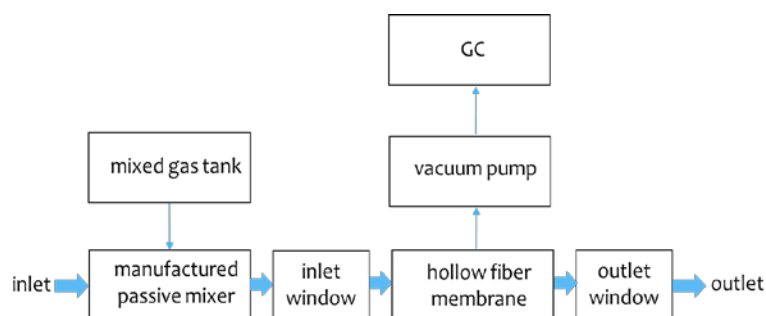 GC
mixed gas tank
vacuum pump
inlet
manufactured
passive mixer
inlet
window
hollow fiber
membrane
outlet
window
outlet